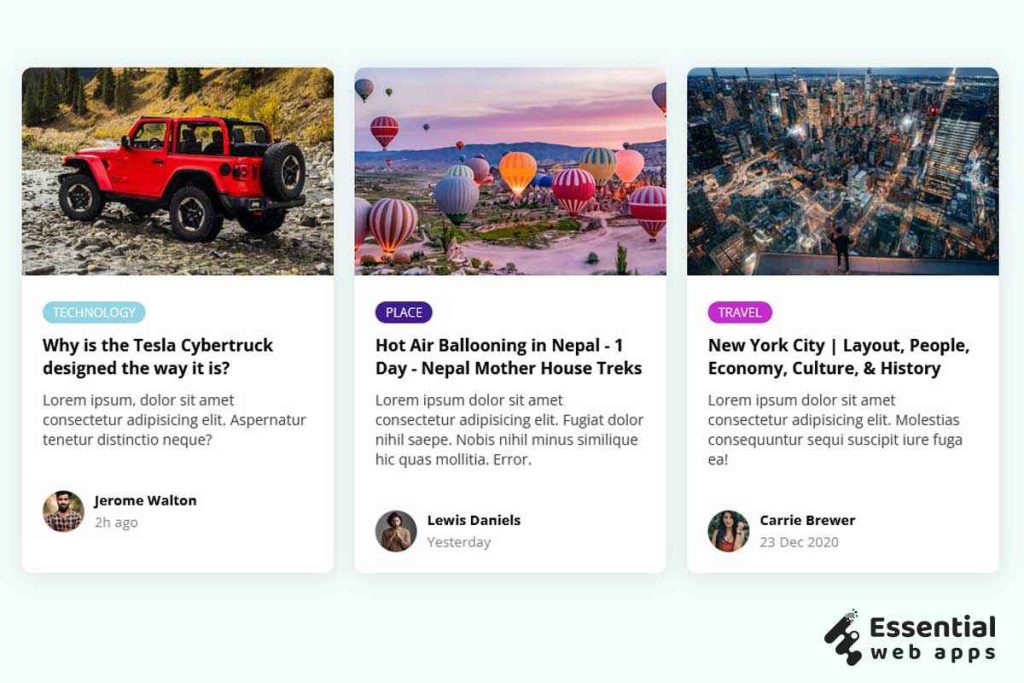 TECHNOLOGY
Why is the Tesla Cybertruck
designed the way it is?
Lorem ipsum, dolor sit amet
consectetur adipisicing elit. Aspernatur
tenetur distinctio neque?
Jerome Walton
2h ago
PLACE
Hot Air Ballooning in Nepal - 1
Day - Nepal Mother House Treks
Lorem ipsum dolor sit amet
consectetur adipisicing elit. Fugiat dolor
nihil saepe. Nobis nihil minus similique
hic quas mollitia. Error.
Lewis Daniels
Yesterday
TRAVEL
New York City | Layout, People,
Economy, Culture, & History
Lorem ipsum dolor sit amet
consectetur adipisicing elit. Molestias
consequuntur sequi suscipit iure fuga
ea!
Carrie Brewer
23 Dec 2020
Essential
web apps